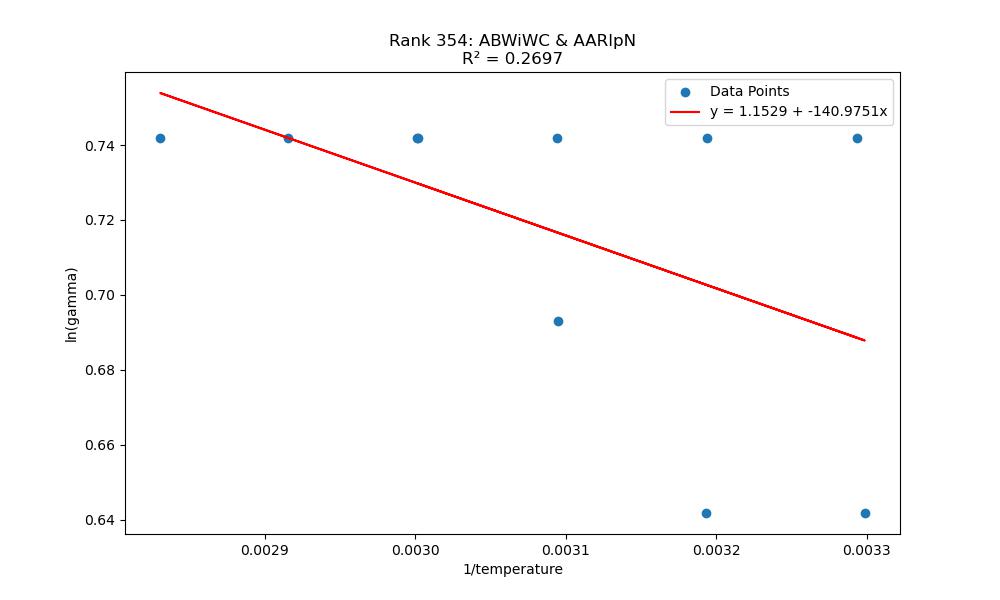 Rank 354: ABWiWC & AARlpN
R² = 0.2697
Data Points
y = 1.1529 + -140.9751x
0.74
0.72
0.70
0.68
0.66
0.64
ln(gamma)
0.0029
0.0030
0.0031
0.0032
0.0033
1/temperature